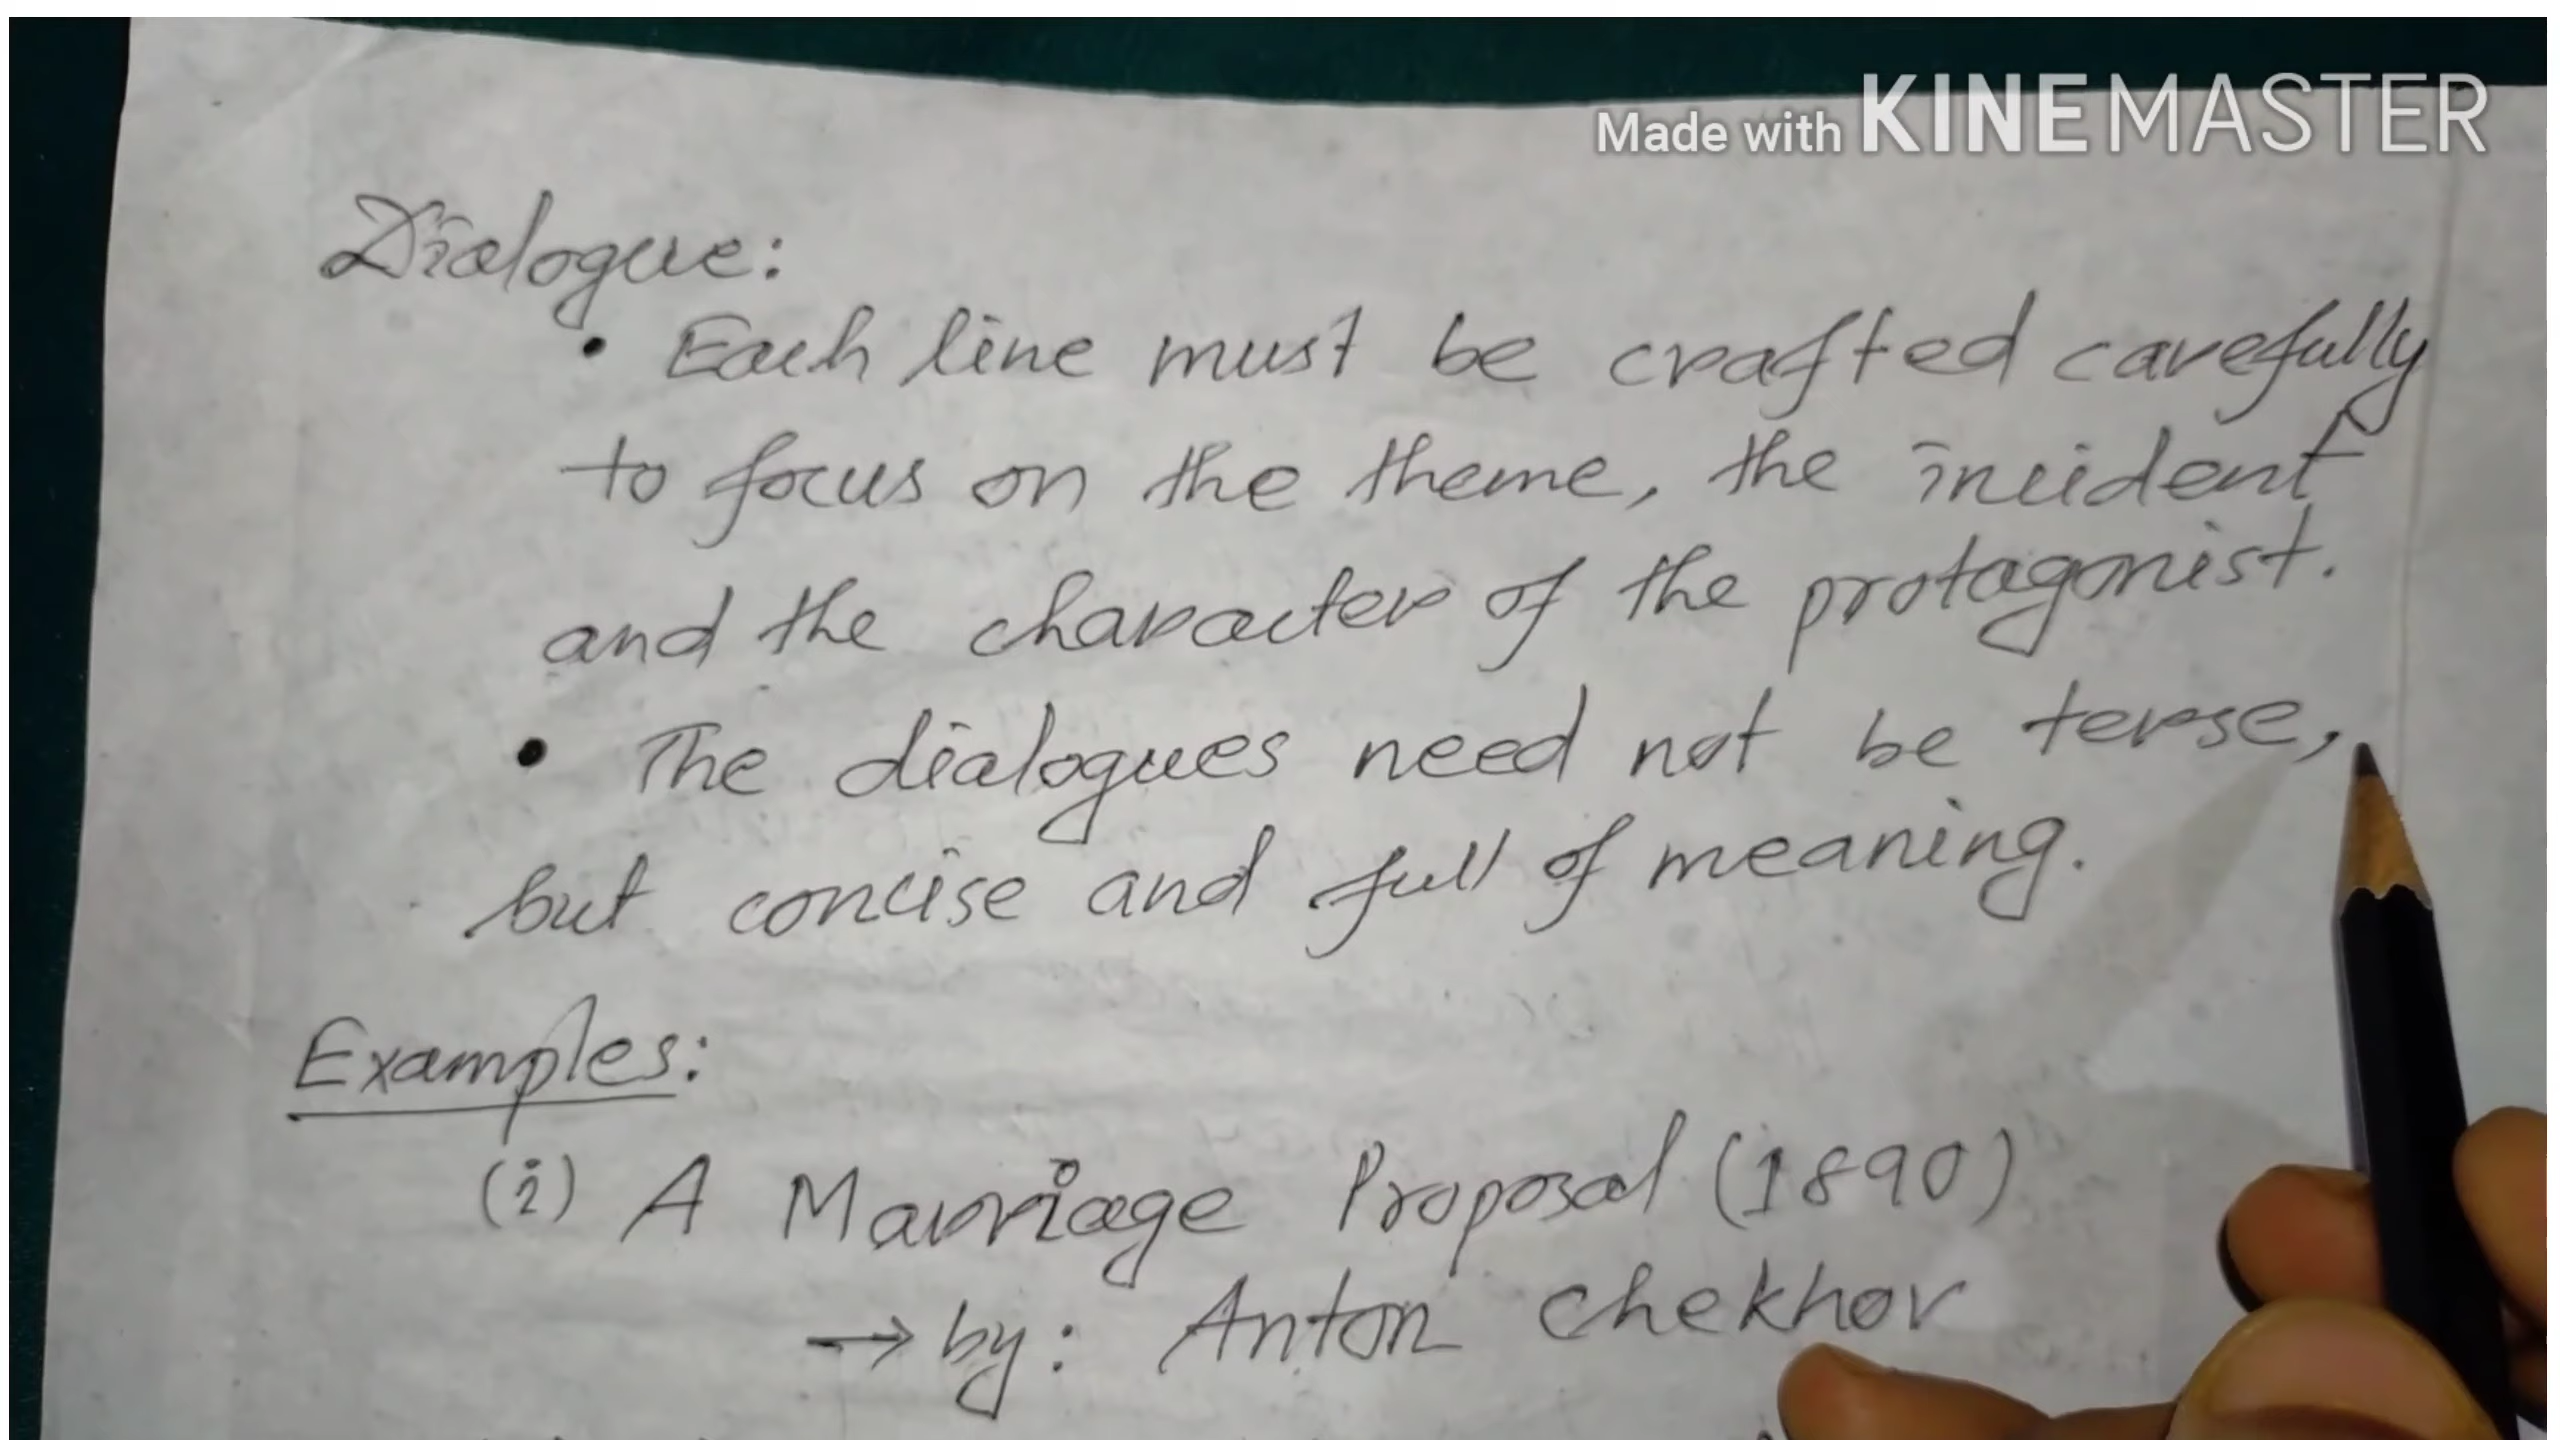 Made with KINEMASTER
Dialogue:
• Each line must be crafted carefully
to focus on the theme, the incident
and the character of the protagonist.
• The dialogues need not be terse,
but concise and full of meaning.
Examples:
(i) A Marriage Proposal (1890)
→ by: Anton Chekhov